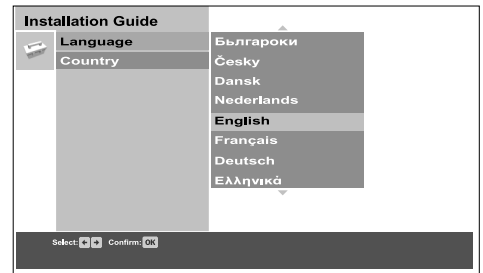 Installation Guide
Language
Country
Българоки
Česky
Dansk
Nederlands
English
Français
Deutsch
Ελληνικά
Select: Confirm: OK